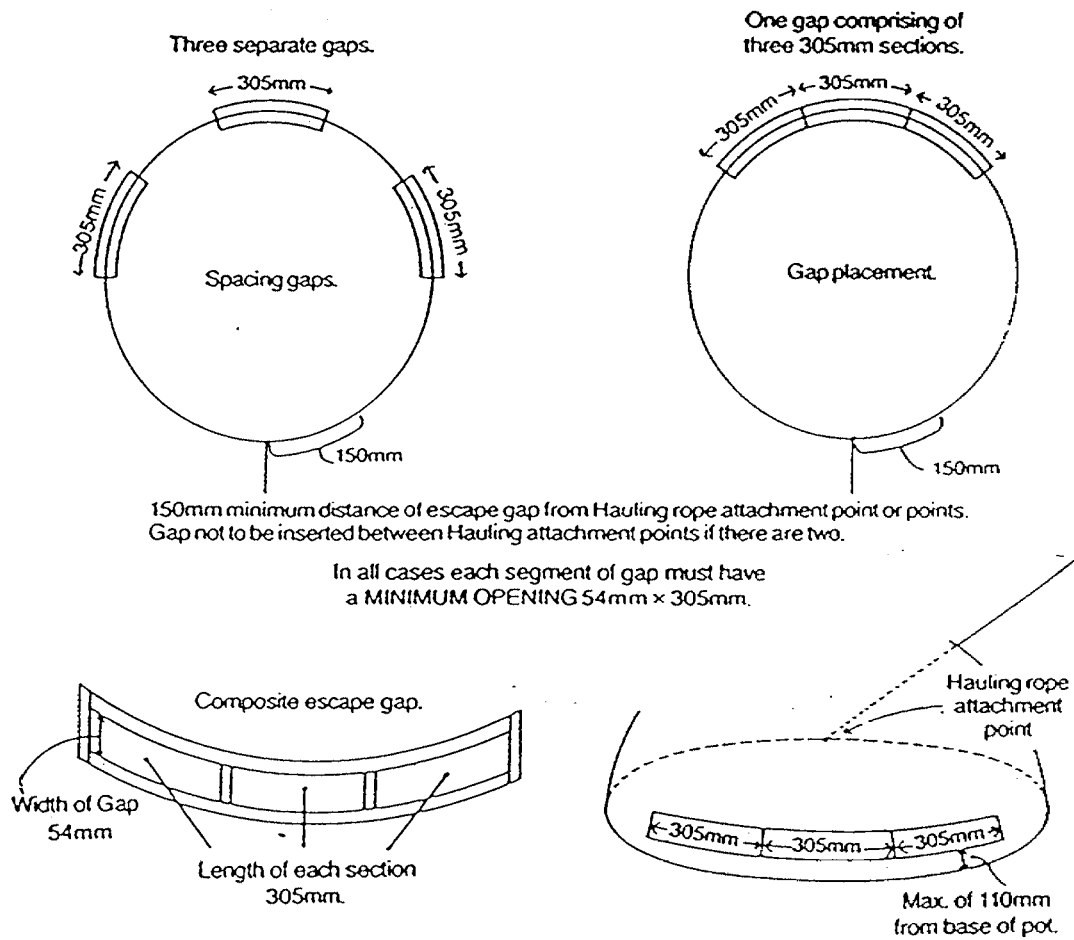 Three separate gaps.
305mm
305mm
305mm
Spacing gaps.
150mm
One gap comprising of
three 305mm sections.
305mm
305mm
305mm
Gap placement.
150mm
150mm minimum distance of escape gap from Hauling rope attachment point or points.
Gap not to be inserted between Hauling attachment points if there are two.
In all cases each segment of gap must have
a MINIMUM OPENING 54mm × 305mm.
Composite escape gap.
Width of Gap
54mm
Length of each section
305mm.
Hauling rope
attachment
point
305mm
305mm
305mm
Max. of 110mm
from base of pot.